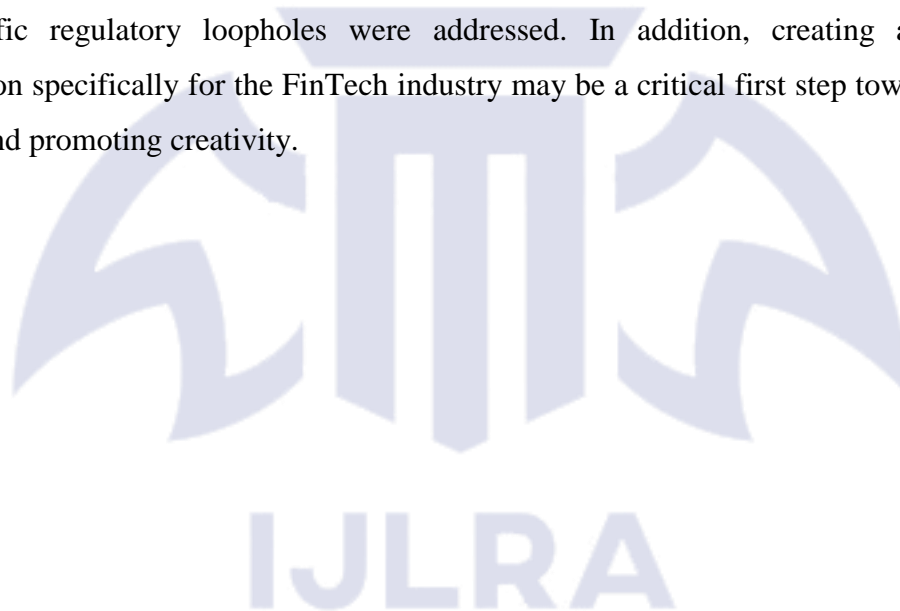 fic regulatory loopholes were addressed. In addition, creating a
on specifically for the FinTech industry may be a critical first step tow
nd promoting creativity.
IJLRA